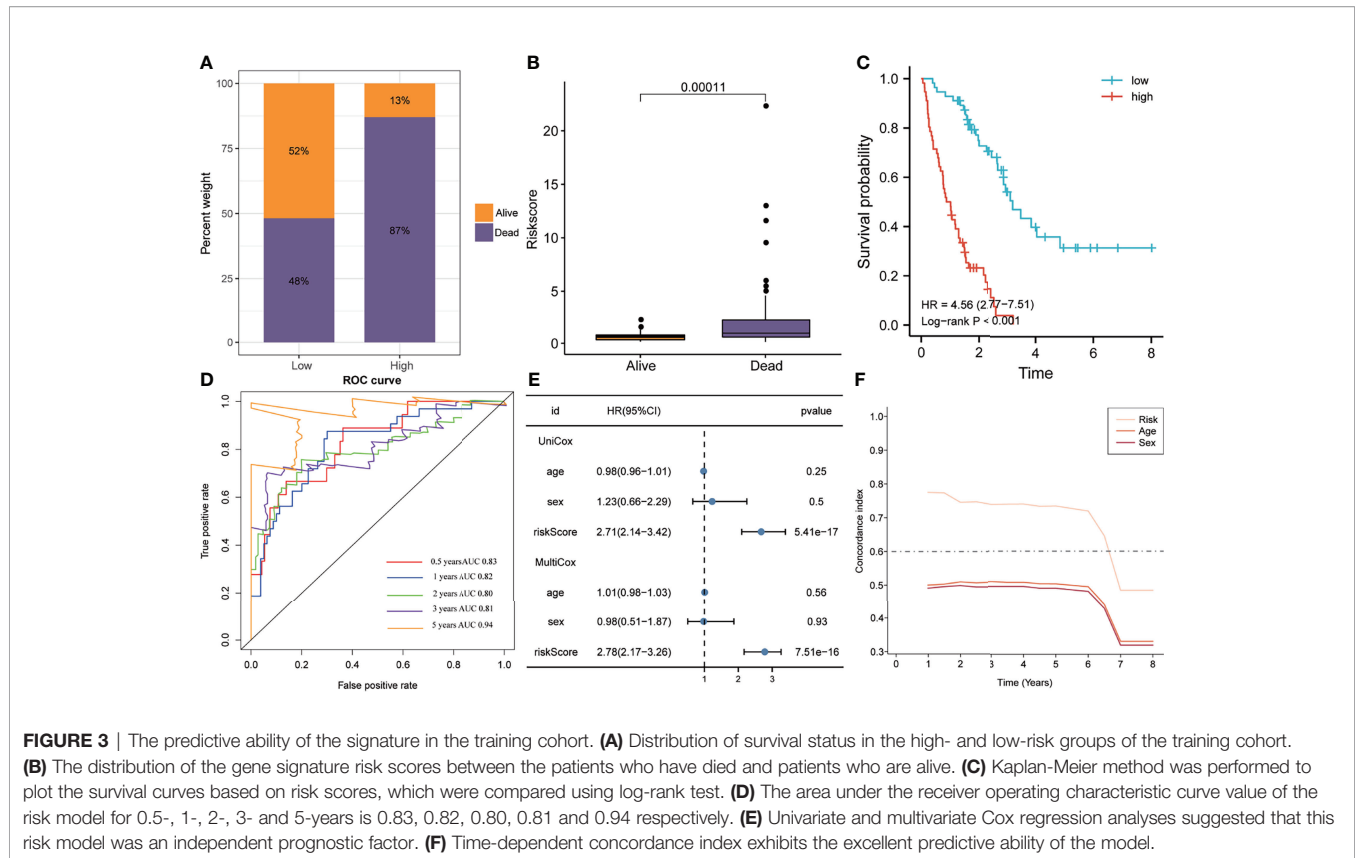 A
100
75
50
25
0
Percent weight
52%
48%
13%
87%
Low
High
Alive
Dead
B
0.00011
20
15
10
5
0
Riskscore
Alive
Dead
C
low
high
1.0
0.8
0.6
0.4
0.2
0.0
Survival probability
HR = 4.56 (2.77−7.51)
Log−rank P < 0.001
0
2
4
6
8
Time
D
ROC curve
1.0
0.8
0.6
0.4
0.2
0.0
True positive rate
0.5 years AUC 0.83
1 years AUC 0.82
2 years AUC 0.80
3 years AUC 0.81
5 years AUC 0.94
0.0
0.2
0.4
0.6
0.8
1.0
False positive rate
E
id HR(95%CI) pvalue
UniCox
age 0.98(0.96−1.01) 0.25
sex 1.23(0.66−2.29) 0.5
riskScore 2.71(2.14−3.42) 5.41e−17
MultiCox
age 1.01(0.98−1.03) 0.56
sex 0.98(0.51−1.87) 0.93
riskScore 2.78(2.17−3.26) 7.51e−16
1 2 3
F
Risk
Age
Sex
1.0
0.9
0.8
0.7
0.6
0.5
0.4
0.3
Concordance index
0 1 2 3 4 5 6 7 8
Time (Years)
FIGURE 3 | The predictive ability of the signature in the training cohort. (A) Distribution of survival status in the high- and low-risk groups of the training cohort.
(B) The distribution of the gene signature risk scores between the patients who have died and patients who are alive. (C) Kaplan-Meier method was performed to
plot the survival curves based on risk scores, which were compared using log-rank test. (D) The area under the receiver operating characteristic curve value of the
risk model for 0.5-, 1-, 2-, 3- and 5-years is 0.83, 0.82, 0.80, 0.81 and 0.94 respectively. (E) Univariate and multivariate Cox regression analyses suggested that this
risk model was an independent prognostic factor. (F) Time-dependent concordance index exhibits the excellent predictive ability of the model.